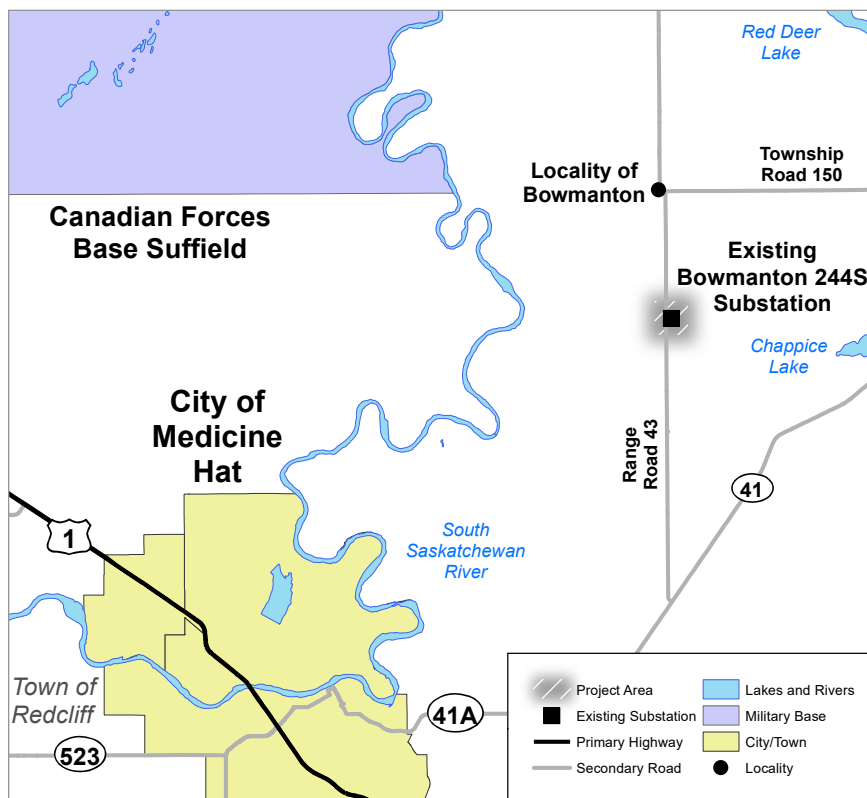 Red Deer
Lake
Township
Road 150
Locality of
Bowmanton
Canadian Forces
Base Suffield
Existing
Bowmanton 244S
Substation
Chappice
Lake
City of
Medicine
Hat
Range
Road 43
41
1
South
Saskatchewan
River
Town of
Redcliff
41A
523
Project Area
Existing Substation
Primary Highway
Secondary Road
Lakes and Rivers
Military Base
City/Town
Locality